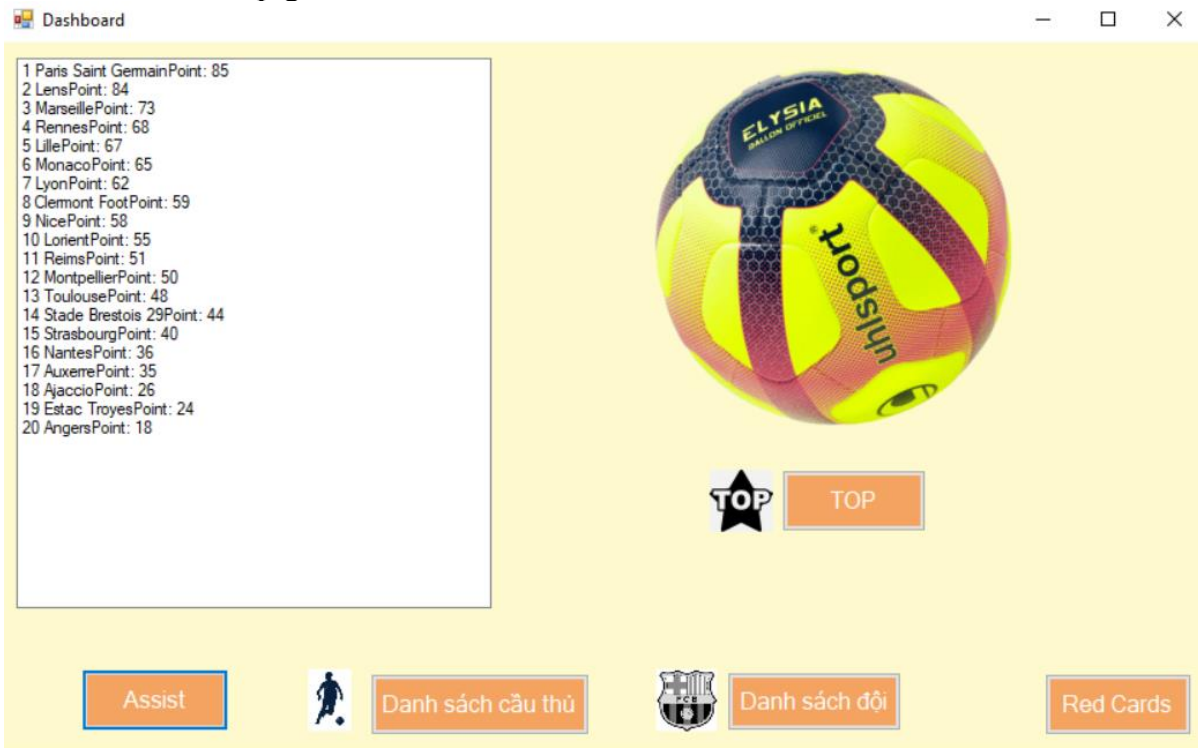 Dashboard
1 Paris Saint GermainPoint: 85
2 LensPoint: 84
3 MarseillePoint: 73
4 RennesPoint: 68
5 LillePoint: 67
6 MonacoPoint: 65
7 LyonPoint: 62
8 Clermont FootPoint: 59
9 NicePoint: 58
10 LorientPoint: 55
11 ReimsPoint: 51
12 MontpellierPoint: 50
13 ToulousePoint: 48
14 Stade Brestois 29Point: 44
15 StrasbourgPoint: 40
16 NantesPoint: 36
17 AuxerrePoint: 35
18 AjaccioPoint: 26
19 Estac TroyesPoint: 24
20 AngersPoint: 18
ELYSIA
BALLON OFFICIEL
uhlsport
TOP
TOP
Assist
Danh sách cầu thủ
FCB
Danh sách đội
Red Cards